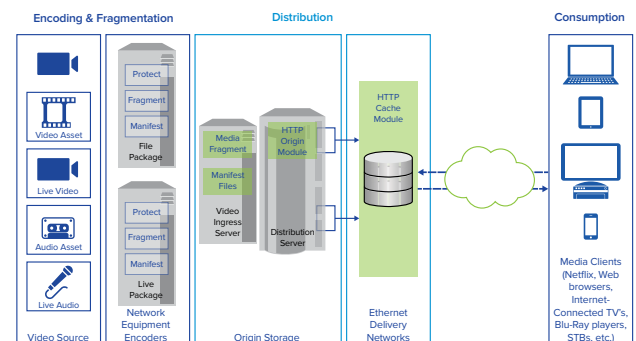 Encoding & Fragmentation
Distribution
Consumption
Video Asset
Live Video
Audio Asset
Live Audio
Video Source
Protect
Fragment
Manifest
File
Package
Protect
Fragment
Manifest
Live
Package
Network
Equipment
Encoders
Media
Fragment
Manifest
Files
Video
Ingress
Server
HTTP
Origin
Module
Distribution
Server
Origin Storage
HTTP
Cache
Module
Ethernet
Delivery
Networks
Media Clients
(Netflix, Web
browsers,
Internet-
Connected TV's,
Blu-Ray players,
STBs, etc.)